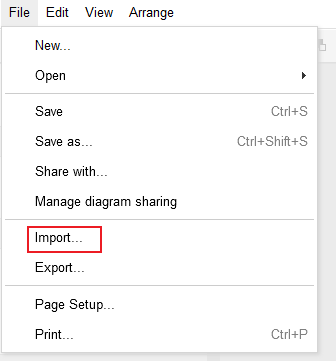 File Edit View Arrange
New...
Open
Save Ctrl+S
Save as... Ctrl+Shift+S
Share with...
Manage diagram sharing
Import...
Export...
Page Setup...
Print... Ctrl+P